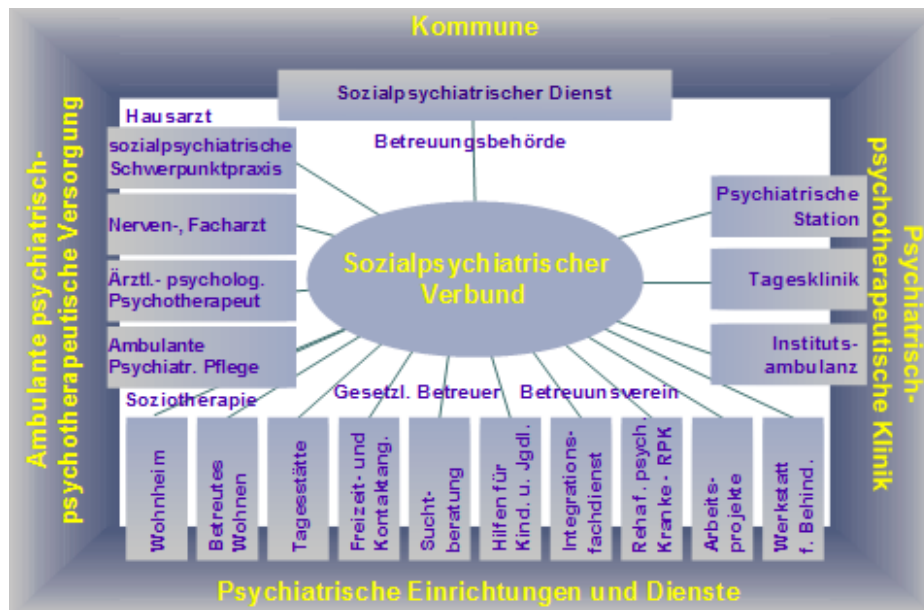 Kommune
Sozialpsychiatrischer Dienst
Betreuungsbehörde
Ambulante psychiatrisch-
psychotherapeutische Versorgung
Hausarzt
sozialpsychiatrische
Schwerpunktpraxis
Nerven-, Facharzt
Ärztl.- psycholog.
Psychotherapeut
Ambulante
Psychiatr. Pflege
Soziotherapie
Sozialpsychiatrischer
Verbund
Psychiatrische
Station
Tagesklinik
Instituts-
ambulanz
Psychiatrisch-
psychotherapeutische Klinik
Gesetzl. Betreuer
Betreuunsverein
Wohnheim
Betreutes
Wohnen
Tagesstätte
Freizeit- und
Kontaktang.
Sucht-
beratung
Hilfen für
Kind. u. Jgdl.
Integrations-
fachdienst
Rehaf. psych.
Kranke - RPK
Arbeits-
projekte
Werkstatt
f. Behind.
Psychiatrische Einrichtungen und Dienste